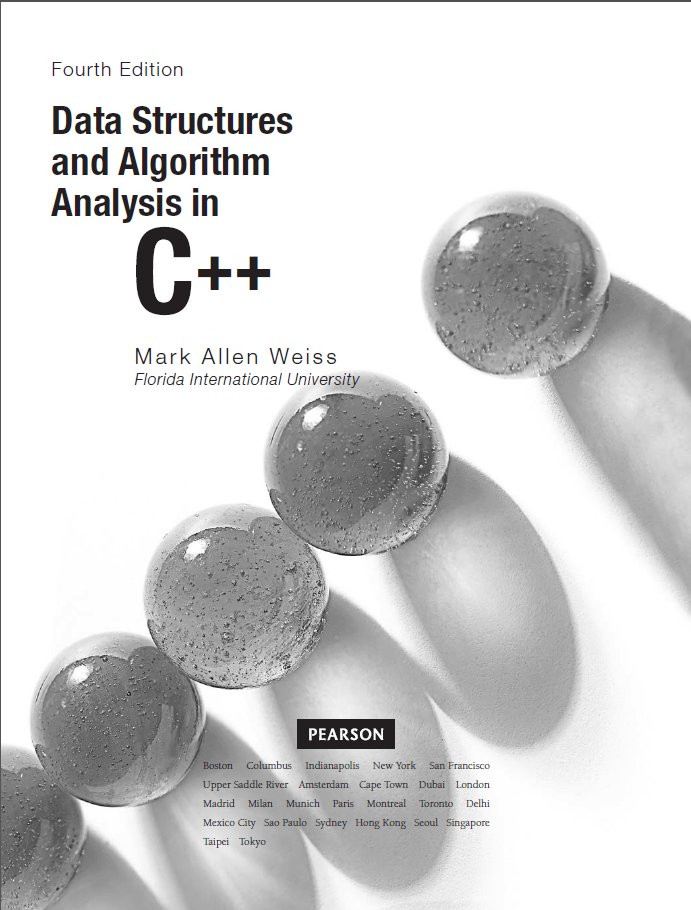 Fourth Edition
Data Structures
and Algorithm
Analysis in
C++
Mark Allen Weiss
Florida International University
PEARSON
Boston Columbus Indianapolis New York San Francisco
Upper Saddle River Amsterdam Cape Town Dubai London
Madrid Milan Munich Paris Montreal Toronto Delhi
Mexico City Sao Paulo Sydney Hong Kong Seoul Singapore
Taipei Tokyo